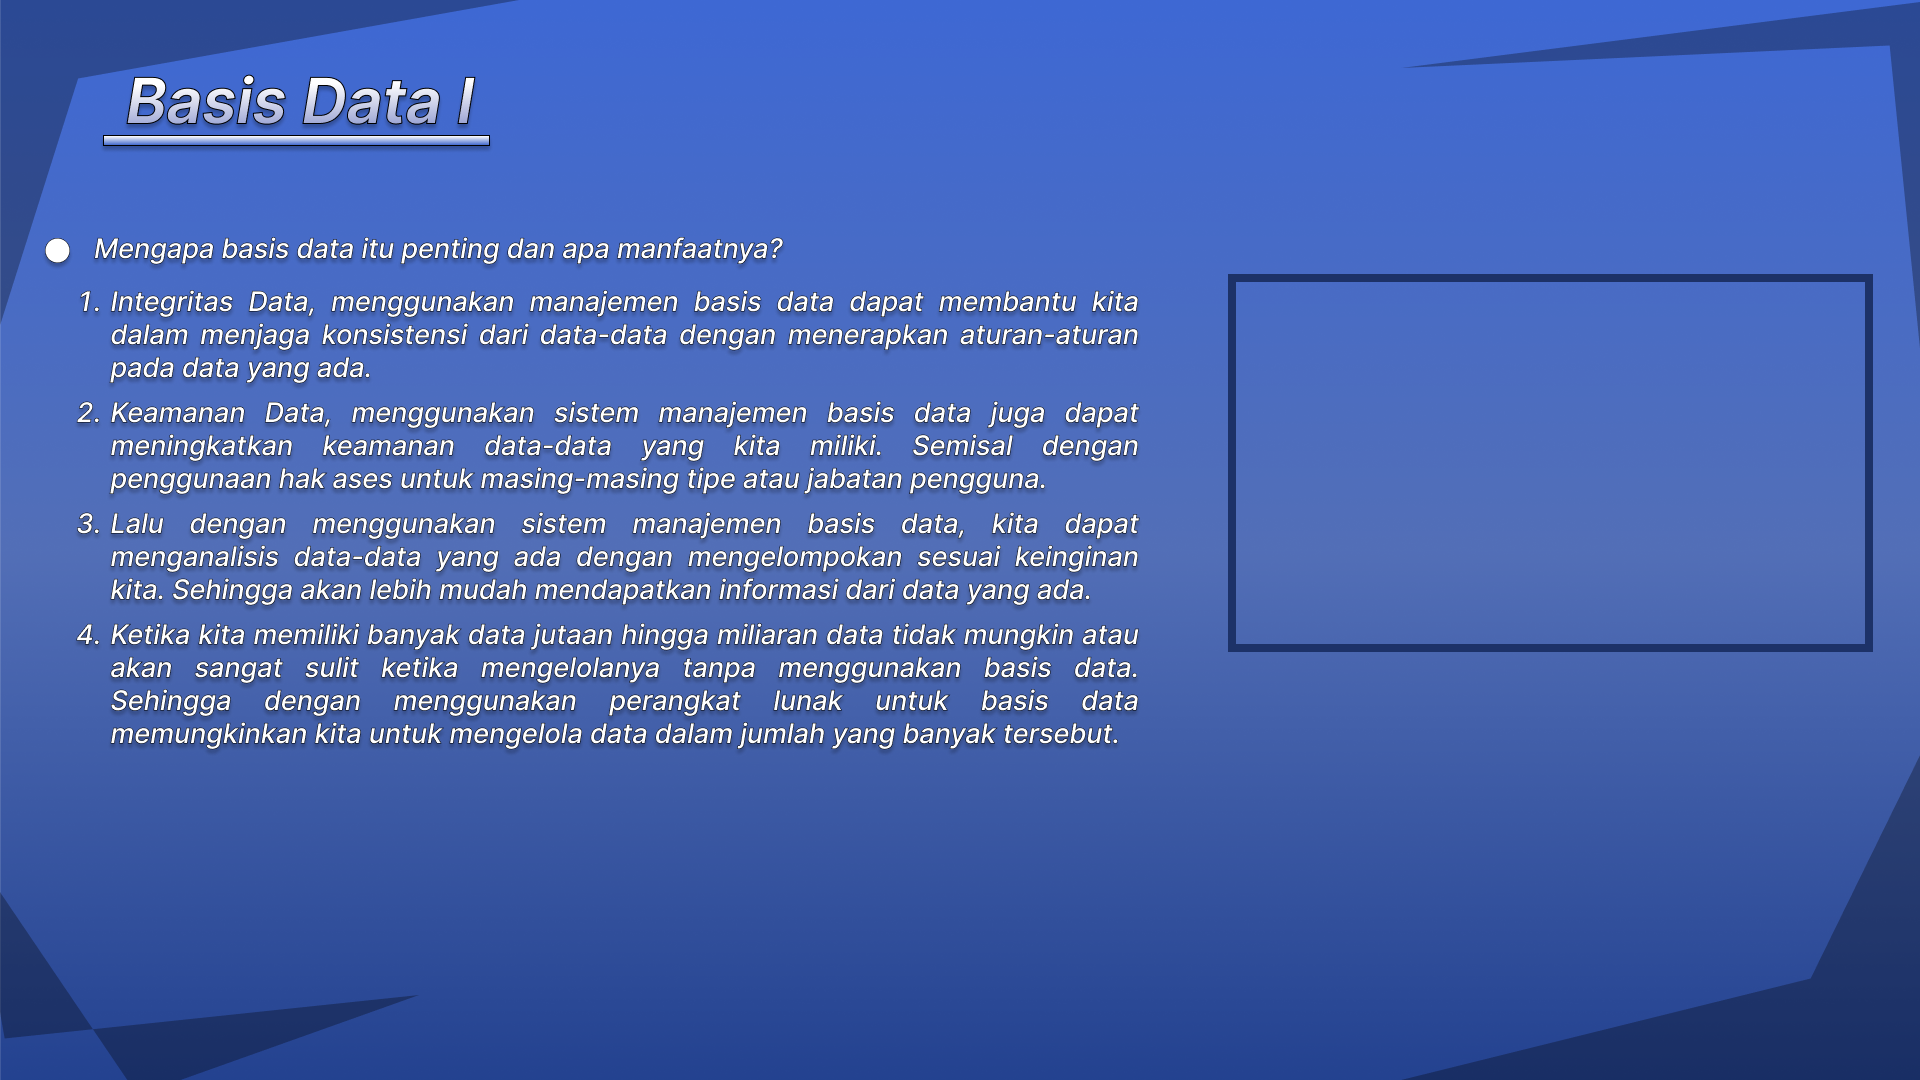 Basis Data I
Mengapa basis data itu penting dan apa manfaatnya?
1. Integritas Data, menggunakan manajemen basis data dapat membantu kita
dalam menjaga konsistensi dari data-data dengan menerapkan aturan-aturan
pada data yang ada.
2. Keamanan Data, menggunakan sistem manajemen basis data juga dapat
meningkatkan keamanan data-data yang kita miliki. Semisal dengan
penggunaan hak ases untuk masing-masing tipe atau jabatan pengguna.
3. Lalu dengan menggunakan sistem manajemen basis data, kita dapat
menganalisis data-data yang ada dengan mengelompokan sesuai keinginan
kita. Sehingga akan lebih mudah mendapatkan informasi dari data yang ada.
4. Ketika kita memiliki banyak data jutaan hingga miliaran data tidak mungkin atau
akan sangat sulit ketika mengelolanya tanpa menggunakan basis data.
Sehingga dengan menggunakan perangkat lunak untuk basis data
memungkinkan kita untuk mengelola data dalam jumlah yang banyak tersebut.